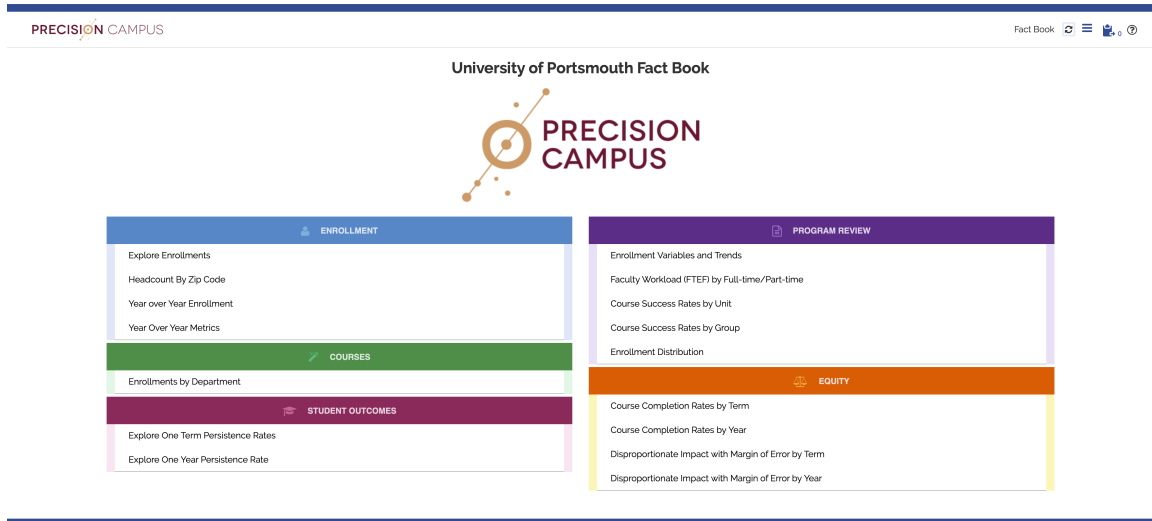 PRECISION CAMPUS
Fact Book
0
University of Portsmouth Fact Book
PRECISION
CAMPUS
ENROLLMENT
Explore Enrollments
Headcount By Zip Code
Year over Year Enrollment
Year Over Year Metrics
COURSES
Enrollments by Department
STUDENT OUTCOMES
Explore One Term Persistence Rates
Explore One Year Persistence Rate
PROGRAM REVIEW
Enrollment Variables and Trends
Faculty Workload (FTEF) by Full-time/Part-time
Course Success Rates by Unit
Course Success Rates by Group
Enrollment Distribution
EQUITY
Course Completion Rates by Term
Course Completion Rates by Year
Disproportionate Impact with Margin of Error by Term
Disproportionate Impact with Margin of Error by Year